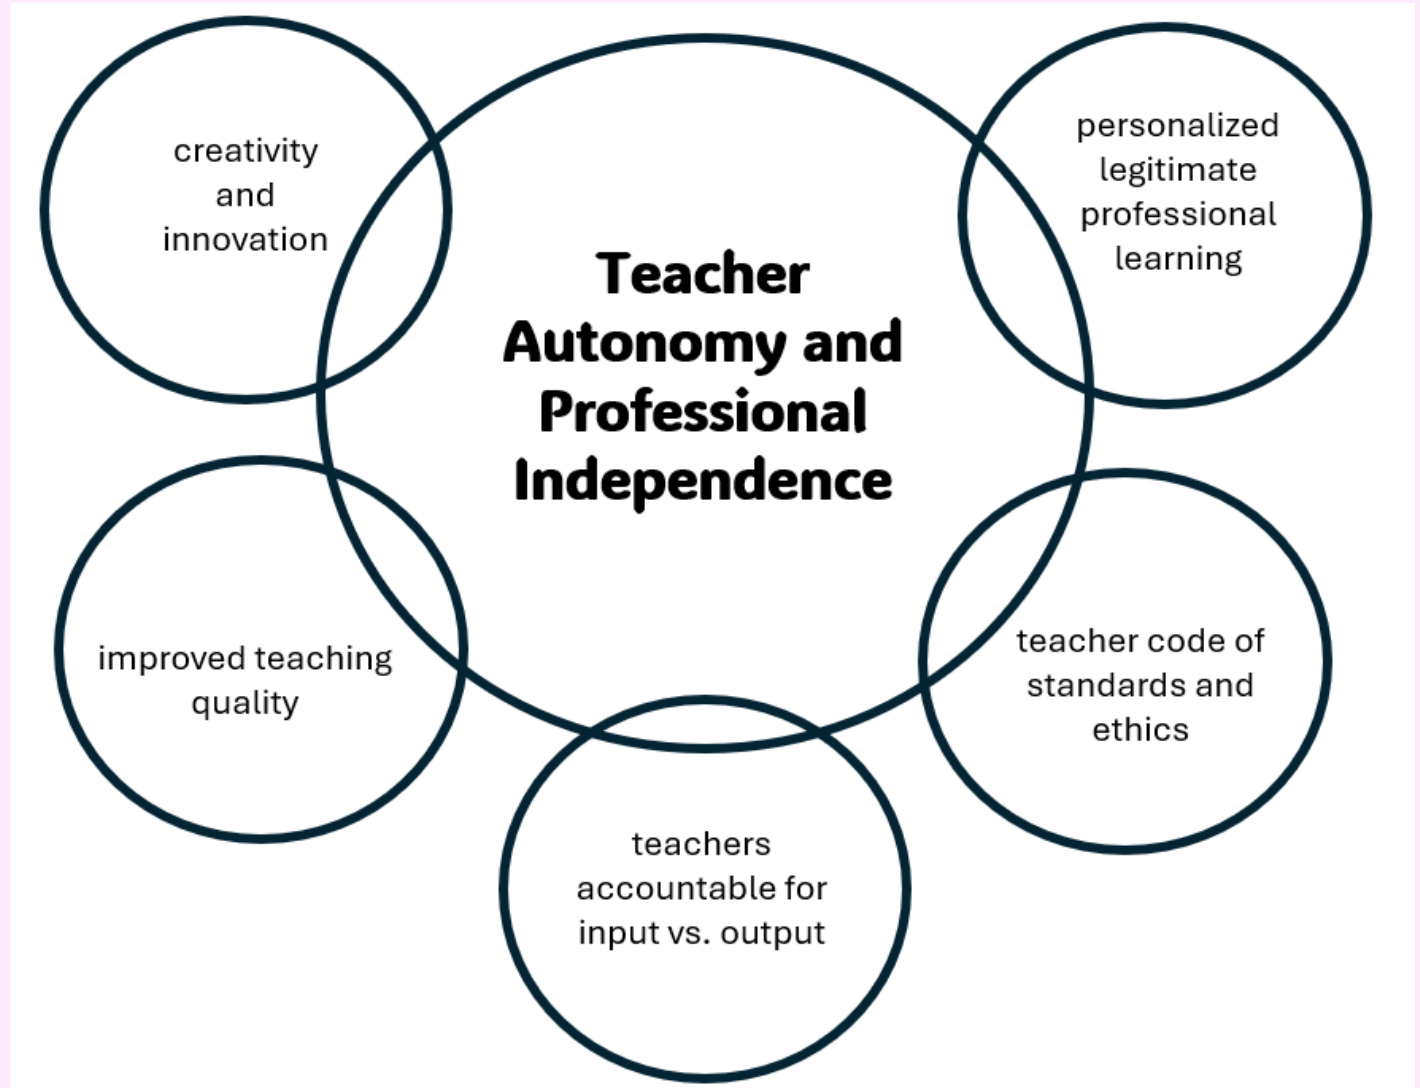 creativity
and
innovation
personalized
legitimate
professional
learning
Teacher
Autonomy and
Professional
Independence
improved teaching
quality
teacher code of
standards and
ethics
teachers
accountable for
input vs. output